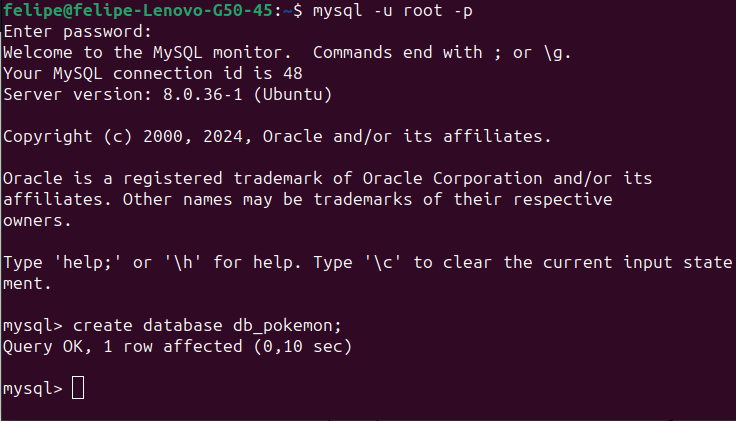 felipe@felipe-Lenovo-G50-45:~$ mysql -u root -p
Enter password:
Welcome to the MySQL monitor.  Commands end with ; or \g.
Your MySQL connection id is 48
Server version: 8.0.36-1 (Ubuntu)
Copyright (c) 2000, 2024, Oracle and/or its affiliates.
Oracle is a registered trademark of Oracle Corporation and/or its
affiliates. Other names may be trademarks of their respective
owners.
Type 'help;' or '\h' for help. Type '\c' to clear the current input state
ment.
mysql> create database db_pokemon;
Query OK, 1 row affected (0,10 sec)
mysql>